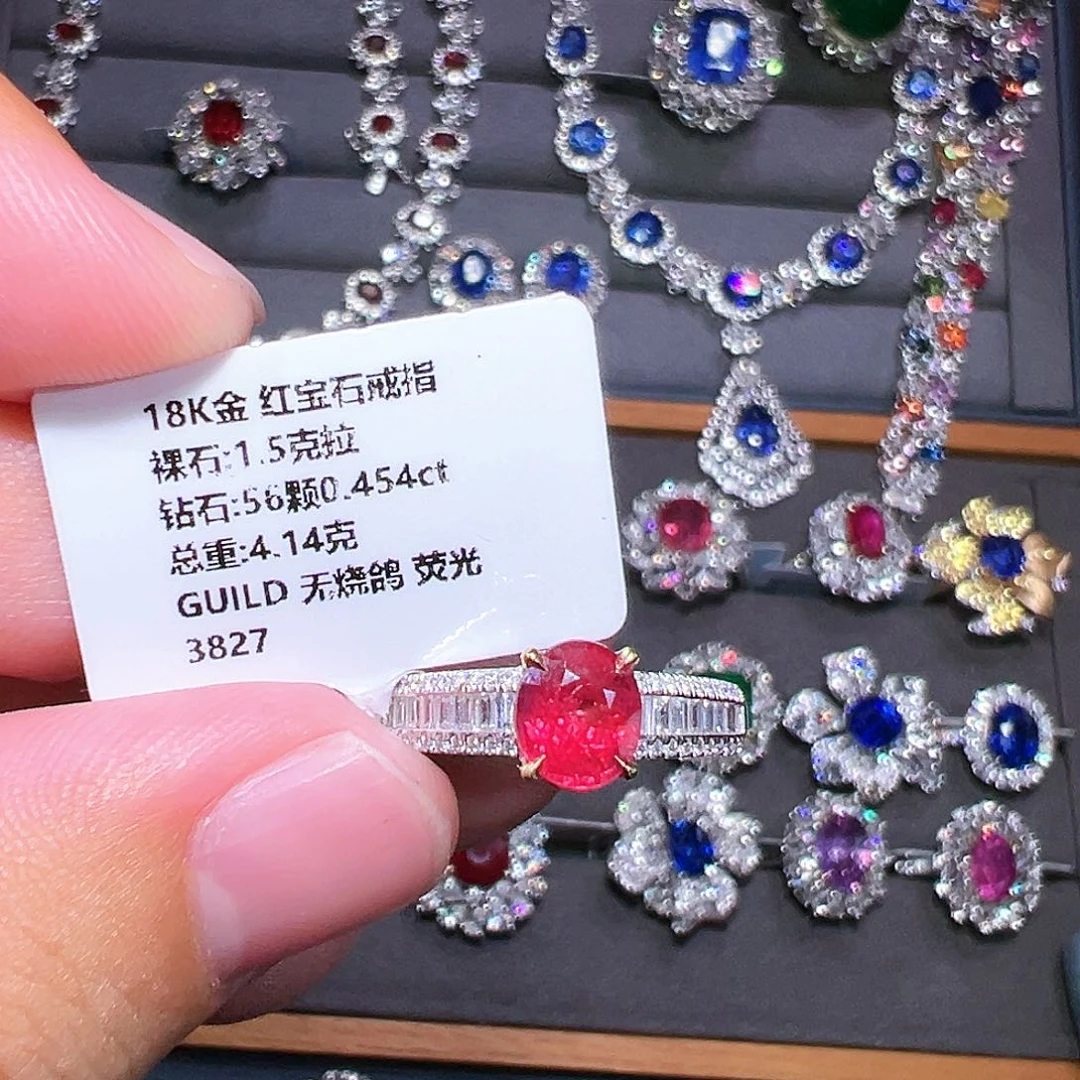 18K金 红宝石戒指
裸石:1.5克拉
钻石:56颗0.454ct
总重:4.14克
GUILD 无烧鸽 荧光
3827